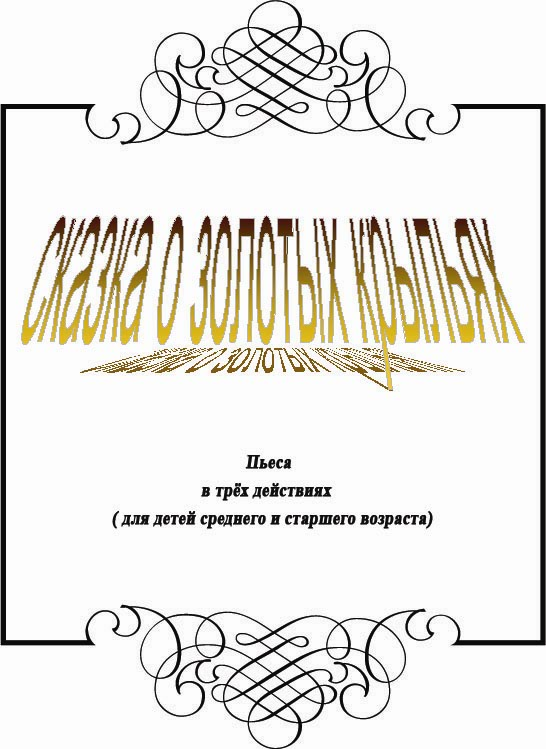 сказка о золотых крыльях
Пьеса
в трёх действиях
( для детей среднего и старшего возраста)